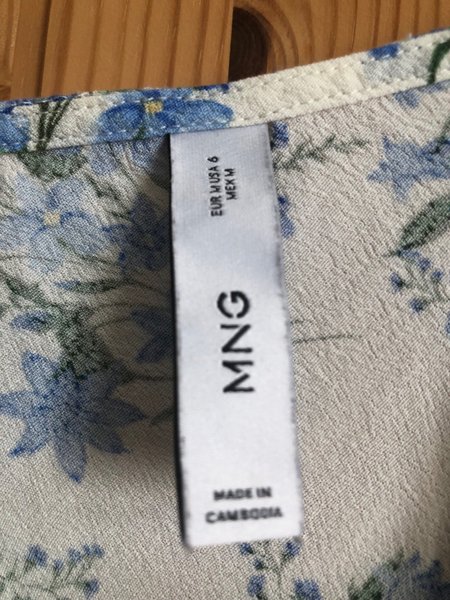 EUR M USA 6
MEX M
MNG
MADE IN
CAMBODIA